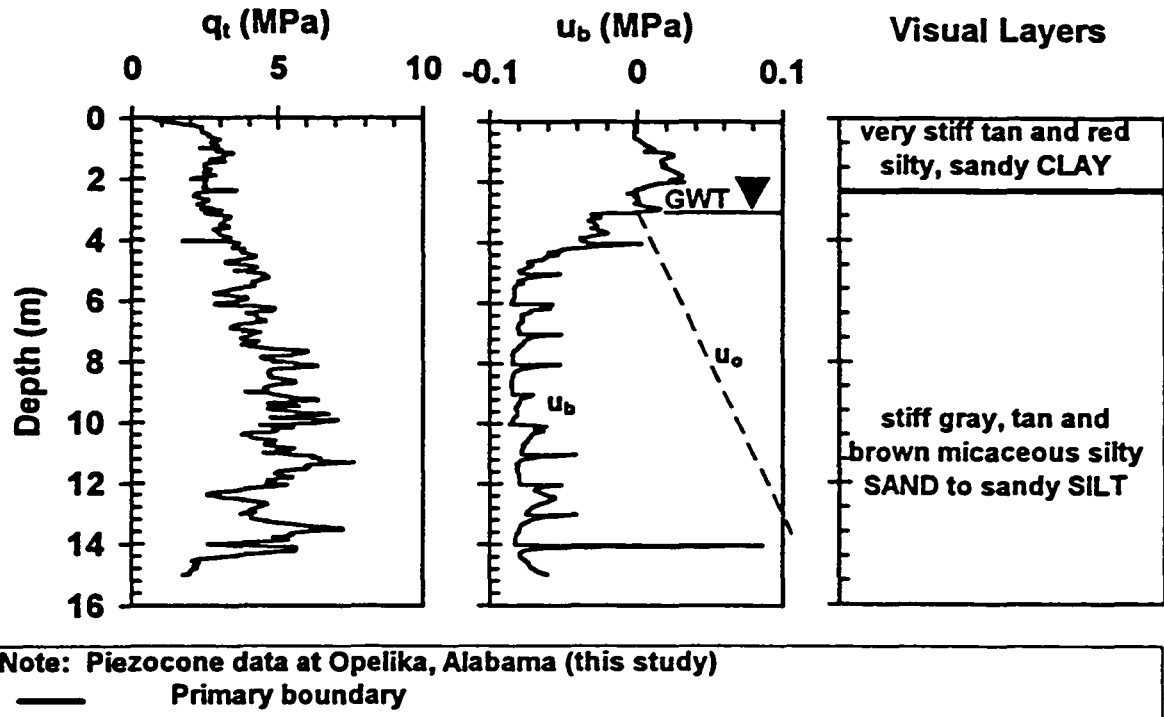 qt (MPa)
0 5 10
ub (MPa)
-0.1 0 0.1
Visual Layers
Depth (m)
0
2
4
6
8
10
12
14
16
GWT
uo
ub
very stiff tan and red
silty, sandy CLAY
stiff gray, tan and
brown micaceous silty
SAND to sandy SILT
Note: Piezocone data at Opelika, Alabama (this study)
Primary boundary